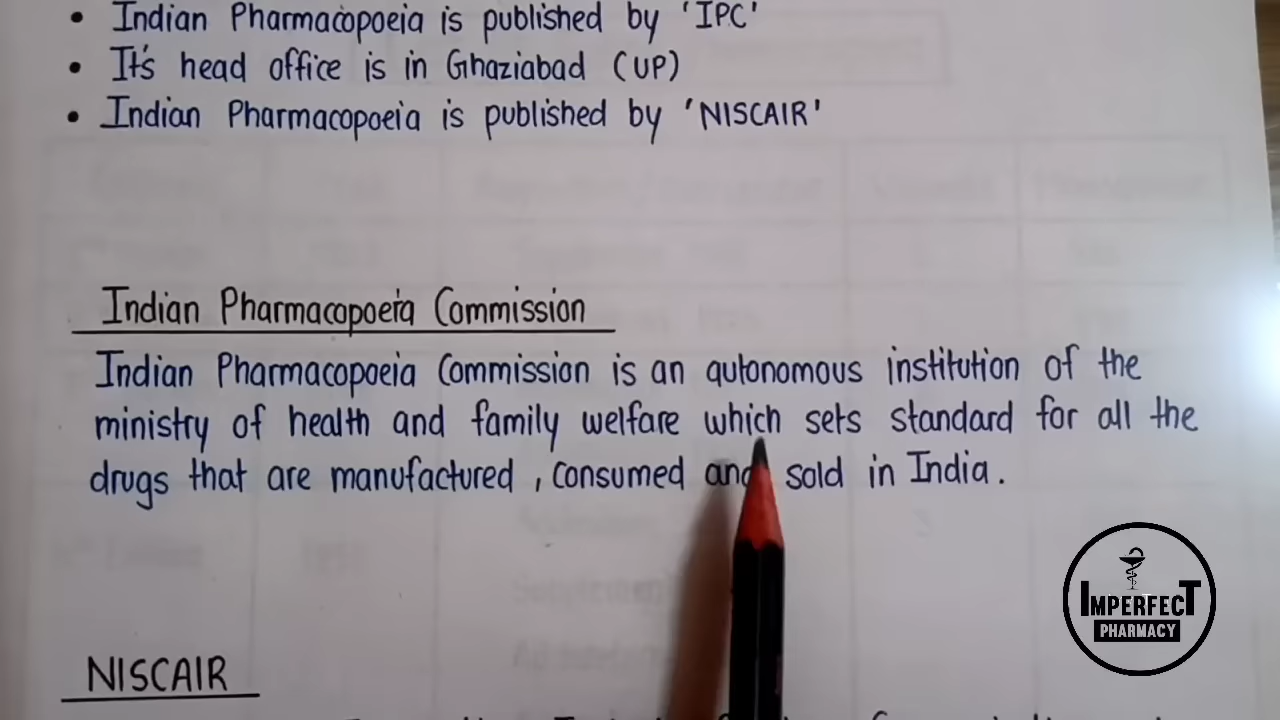 • Indian Pharmacopoeia is published by 'IPC'
• It's head office is in Ghaziabad (UP)
• Indian Pharmacopoeia is published by 'NISCAIR'
Indian Pharmacopoeia Commission
Indian Pharmacopoeia Commission is an autonomous institution of the
ministry of health and family welfare which sets standard for all the
drugs that are manufactured, consumed and sold in India.
IMPERFECT
PHARMACY
NISCAIR